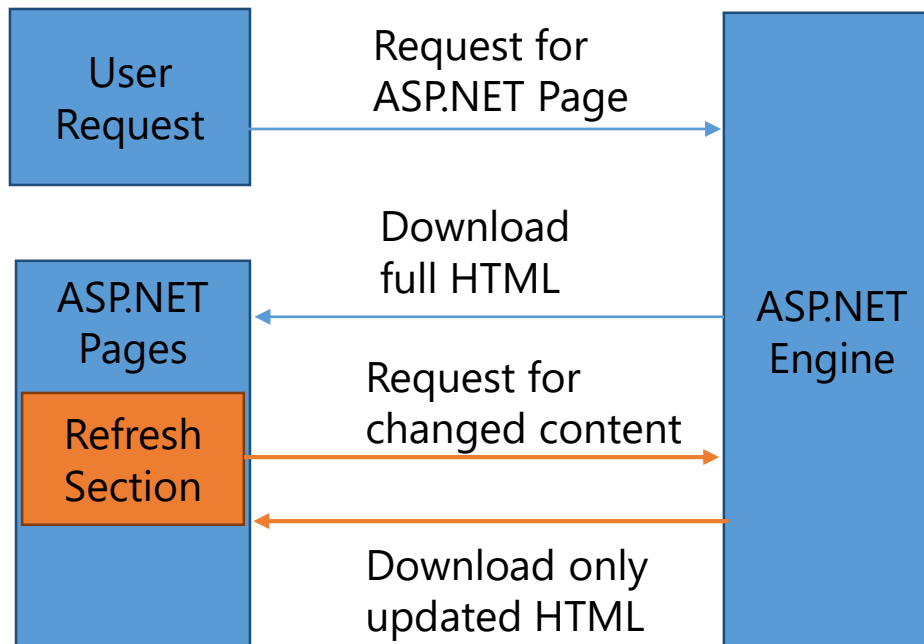 User
Request
Request for
ASP.NET Page
Download
full HTML
ASP.NET
Pages
ASP.NET
Engine
Request for
changed content
Refresh
Section
Download only
updated HTML